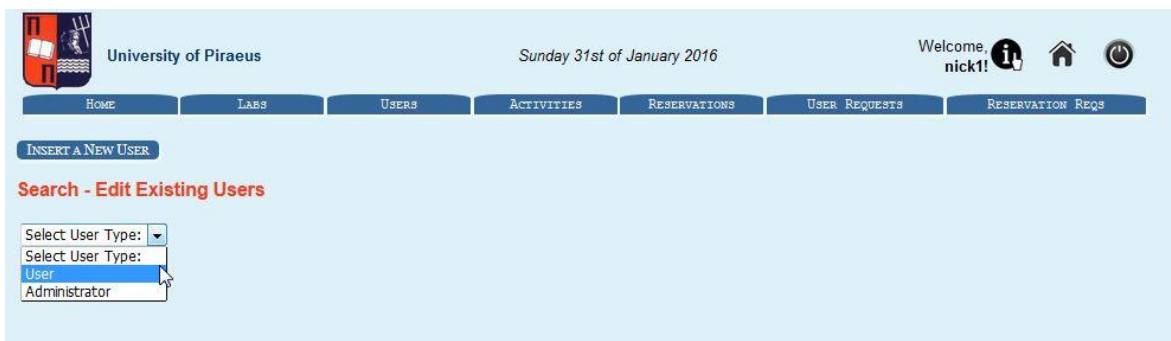 Π
Π
University of Piraeus
Sunday 31st of January 2016
Welcome,
nick1!
i
HOME LABS USERS ACTIVITIES RESERVATIONS USER REQUESTS RESERVATION REQS
INSERT A NEW USER
Search - Edit Existing Users
Select User Type:
Select User Type:
User
Administrator